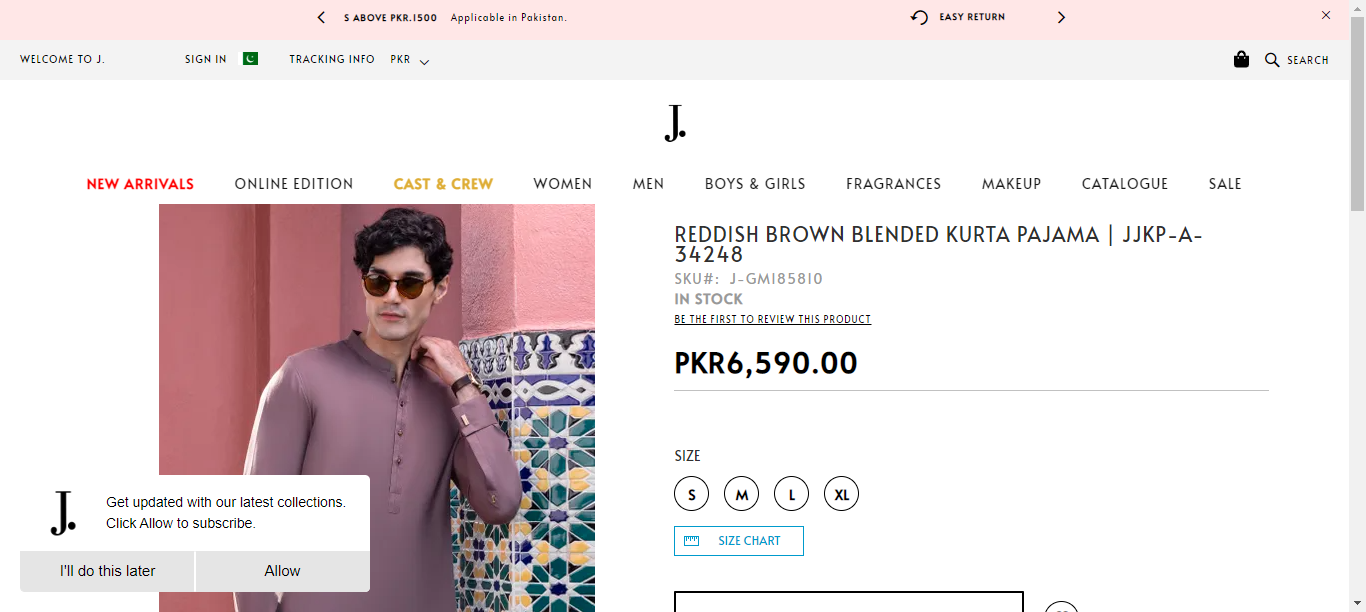 S ABOVE PKR.1500 Applicable in Pakistan.
EASY RETURN
WELCOME TO J.
SIGN IN
TRACKING INFO
PKR
SEARCH
J.
NEW ARRIVALS
ONLINE EDITION
CAST & CREW
WOMEN
MEN
BOYS & GIRLS
FRAGRANCES
MAKEUP
CATALOGUE
SALE
REDDISH BROWN BLENDED KURTA PAJAMA | JJKP-A-
34248
SKU#: J-GM185810
IN STOCK
BE THE FIRST TO REVIEW THIS PRODUCT
PKR6,590.00
SIZE
S
M
L
XL
SIZE CHART
J.
Get updated with our latest collections.
Click Allow to subscribe.
I'll do this later
Allow